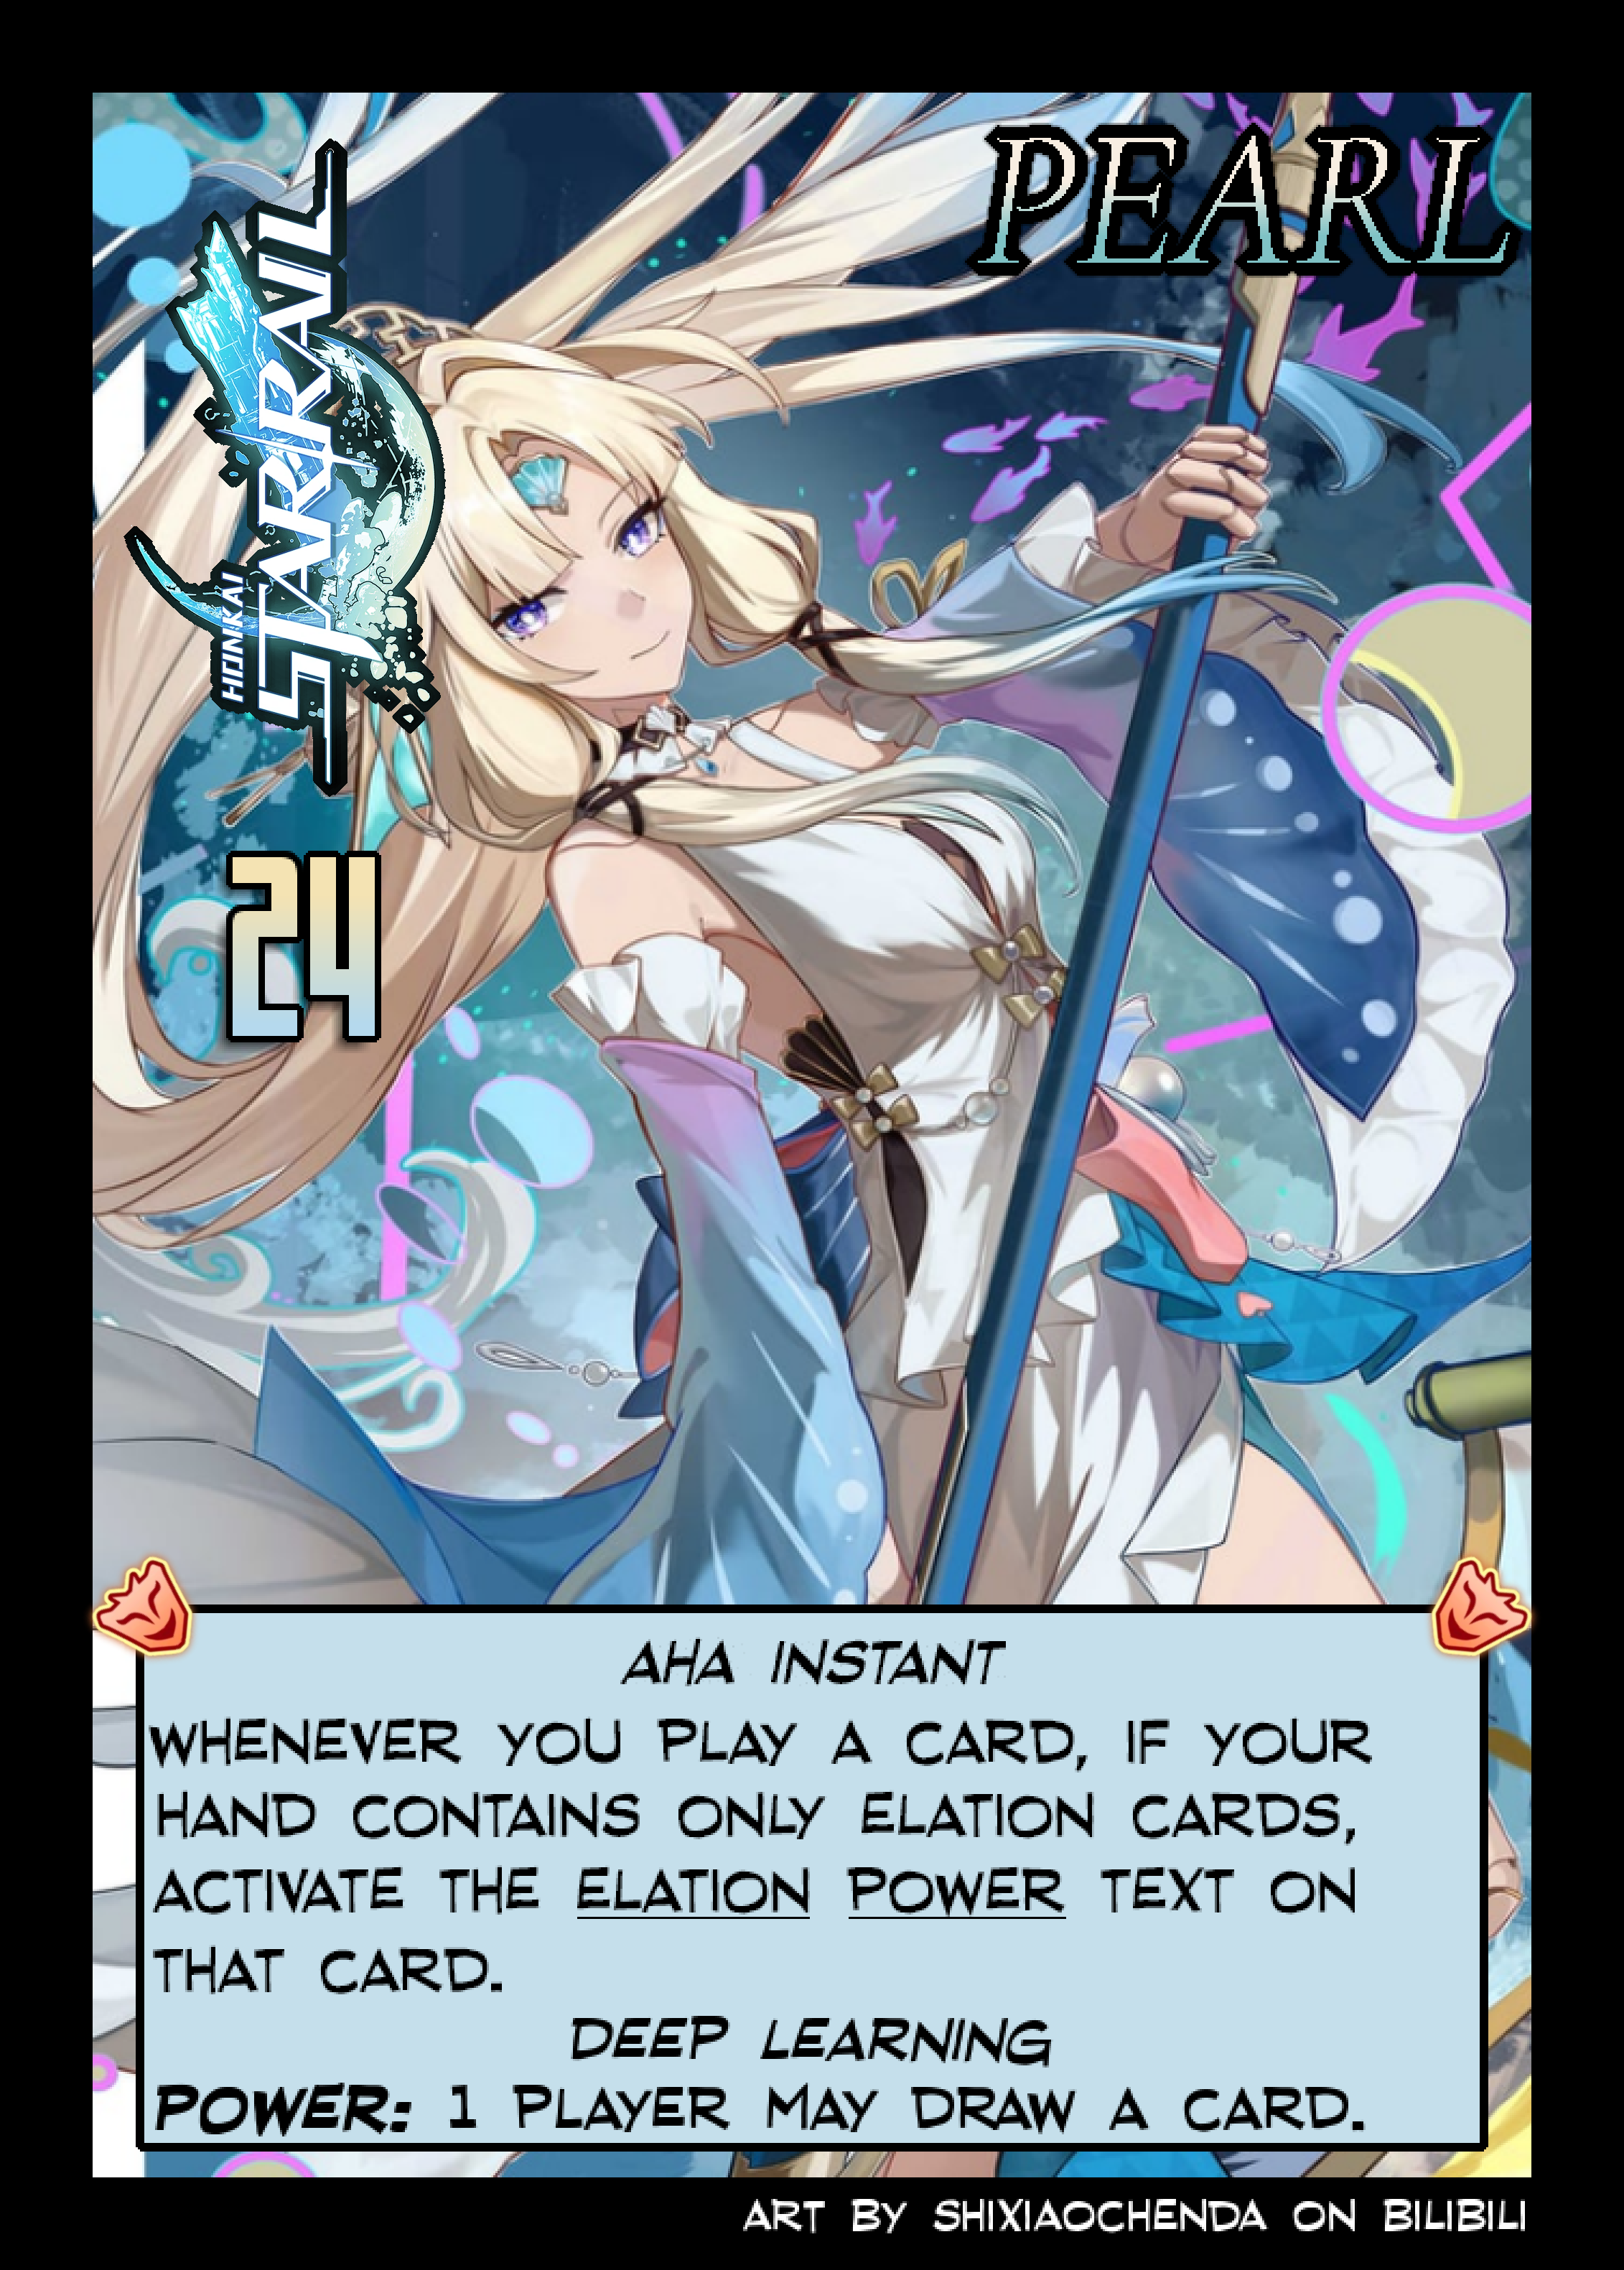 PEARL
HONKAI
STAR RAIL
24
AHA INSTANT
WHENEVER YOU PLAY A CARD, IF YOUR
HAND CONTAINS ONLY ELATION CARDS,
ACTIVATE THE ELATION POWER TEXT ON
THAT CARD.
DEEP LEARNING
POWER: 1 PLAYER MAY DRAW A CARD.
ART BY SHIXIAOCHENDA ON BILIBILI